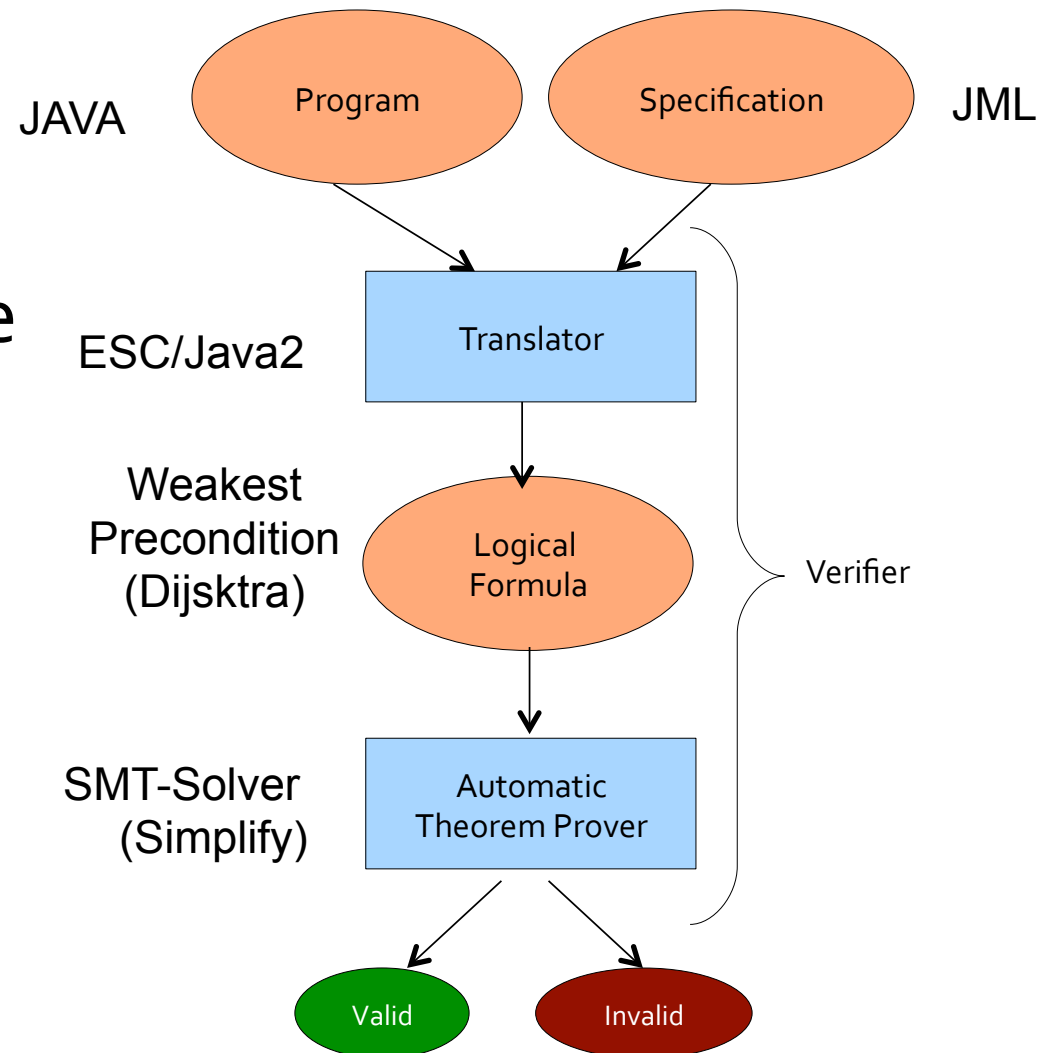 Program
Specification
JAVA
JML
e
Translator
ESC/Java2
Weakest
Precondition
(Dijsktra)
Logical
Formula
Verifier
SMT-Solver
(Simplify)
Automatic
Theorem Prover
Valid
Invalid